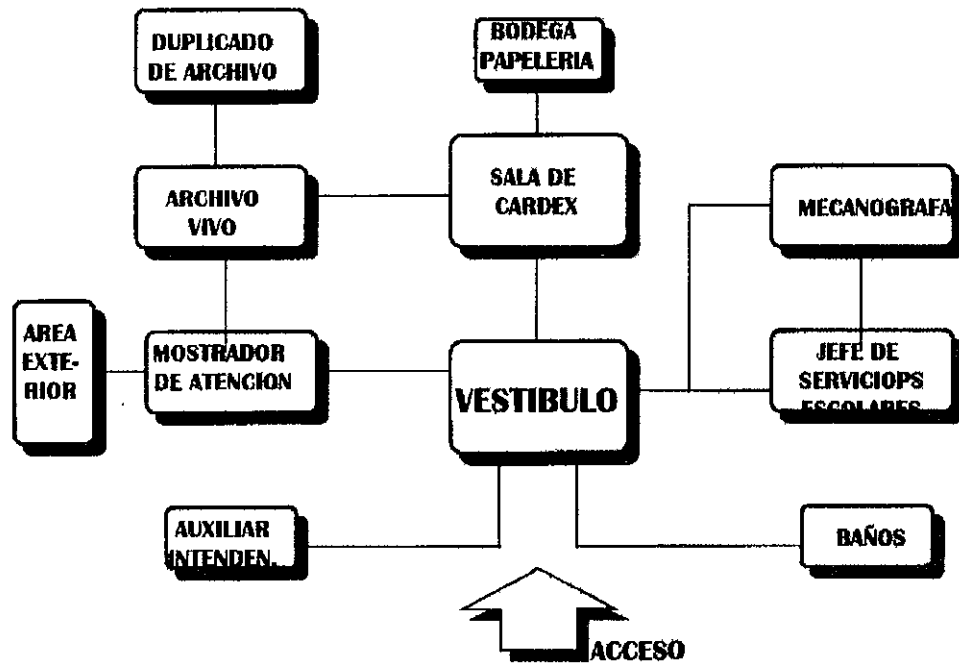 DUPLICADO
DE ARCHIVO
BODEGA
PAPELERIA
ARCHIVO
VIVO
SALA DE
CARDEX
MECANOGRAFA
AREA
EXTE-
RIOR
MOSTRADOR
DE ATENCION
VESTIBULO
JEFE DE
SERVICIOPS
ESCOLARES
AUXILIAR
INTENDEN.
BAÑOS
ACCESO